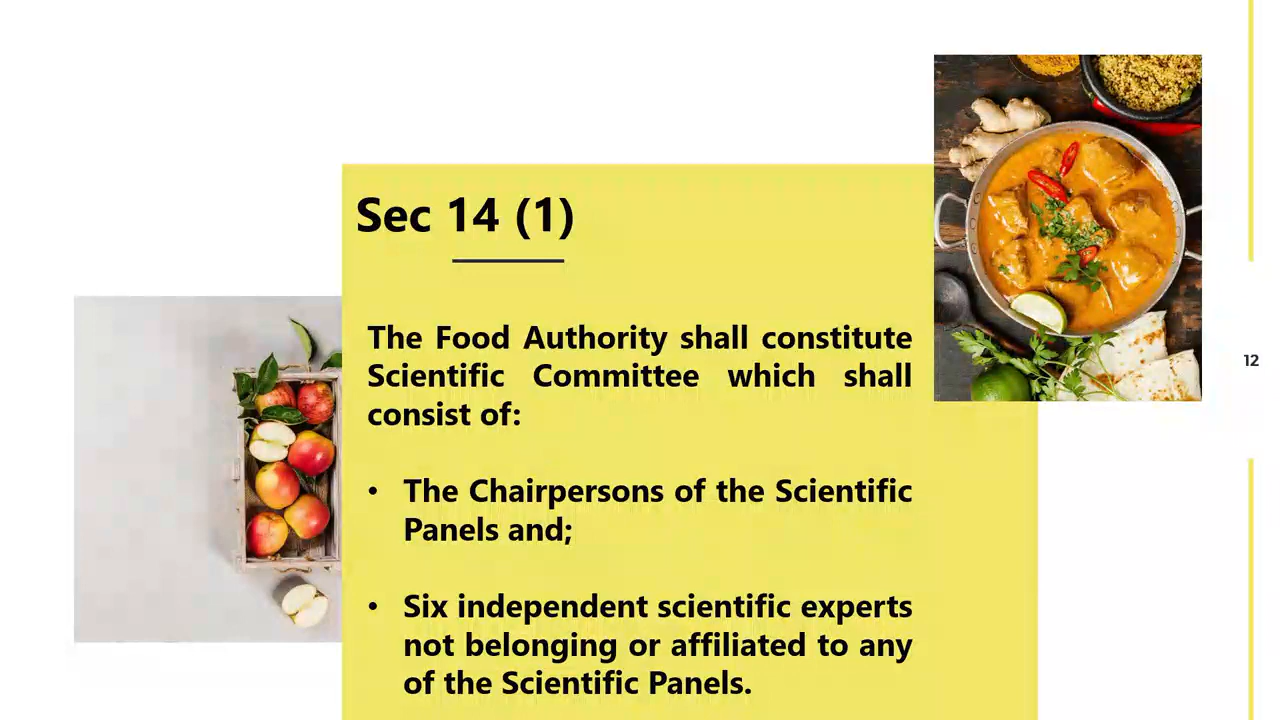 Sec 14 (1)
The Food Authority shall constitute
Scientific Committee which shall
consist of:
• The Chairpersons of the Scientific
Panels and;
• Six independent scientific experts
not belonging or affiliated to any
of the Scientific Panels.
12